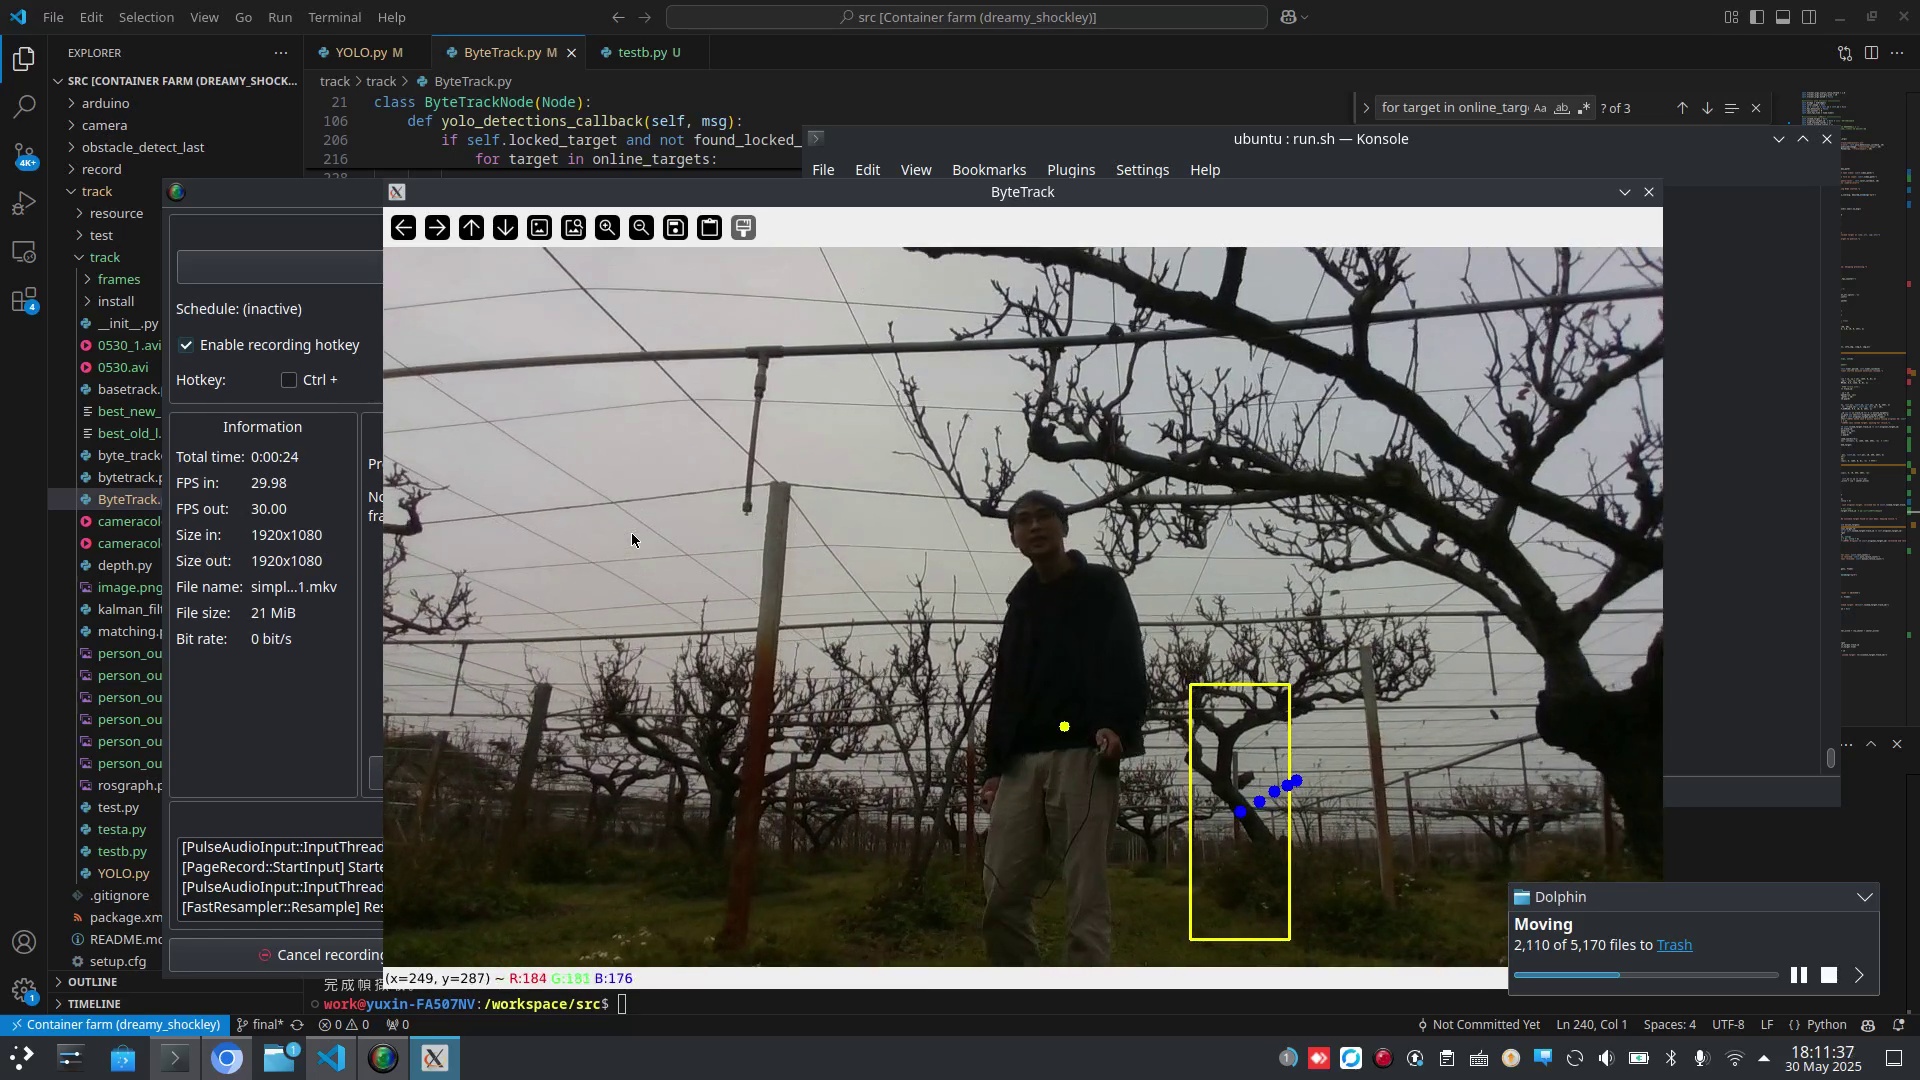 File Edit Selection View Go Run Terminal Help
src [Container farm (dreamy_shockley)]
EXPLORER
YOLO.py M
ByteTrack.py M
testb.py U
SRC [CONTAINER FARM (DREAMY_SHOCK...
track > track > ByteTrack.py
arduino
camera
obstacle_detect_last
record
track
resource
test
track
frames
install
__init__.py
0530_1.avi
0530.avi
basetrack.
best_new_
best_old_l.
byte_track
bytetrack.p
ByteTrack.
cameracol
cameracol
depth.py
image.png
kalman_filt
matching.p
person_ou
person_ou
person_ou
person_ou
person_ou
person_ou
rosgraph.p
test.py
testa.py
testb.py
YOLO.py
.gitignore
package.xm
README.md
setup.cfg
OUTLINE
TIMELINE
21 class ByteTrackNode(Node):
106 def yolo_detections_callback(self, msg):
206 if self.locked_target and not found_locked_
216 for target in online_targets:
for target in online_targ
Aa ab .*
? of 3
ubuntu : run.sh — Konsole
File Edit View Bookmarks Plugins Settings Help
ByteTrack
Schedule: (inactive)
Enable recording hotkey
Hotkey: Ctrl +
Information
Total time: 0:00:24
FPS in: 29.98
FPS out: 30.00
Size in: 1920x1080
Size out: 1920x1080
File name: simpl...1.mkv
File size: 21 MiB
Bit rate: 0 bit/s
Pr
No
fra
[PulseAudioInput::InputThread
[PageRecord::StartInput] Starte
[PulseAudioInput::InputThread
[FastResampler::Resample] Res
Cancel recording
(x=249, y=287) ~ R:184 G:181 B:176
work@yuxin-FA507NV:/workspace/src$
Dolphin
Moving
2,110 of 5,170 files to Trash
Container farm (dreamy_shockley)
final*
0 0
0
Not Committed Yet
Ln 240, Col 1
Spaces: 4
UTF-8
LF
{} Python
4K+
4
1
1
1
18:11:37
30 May 2025